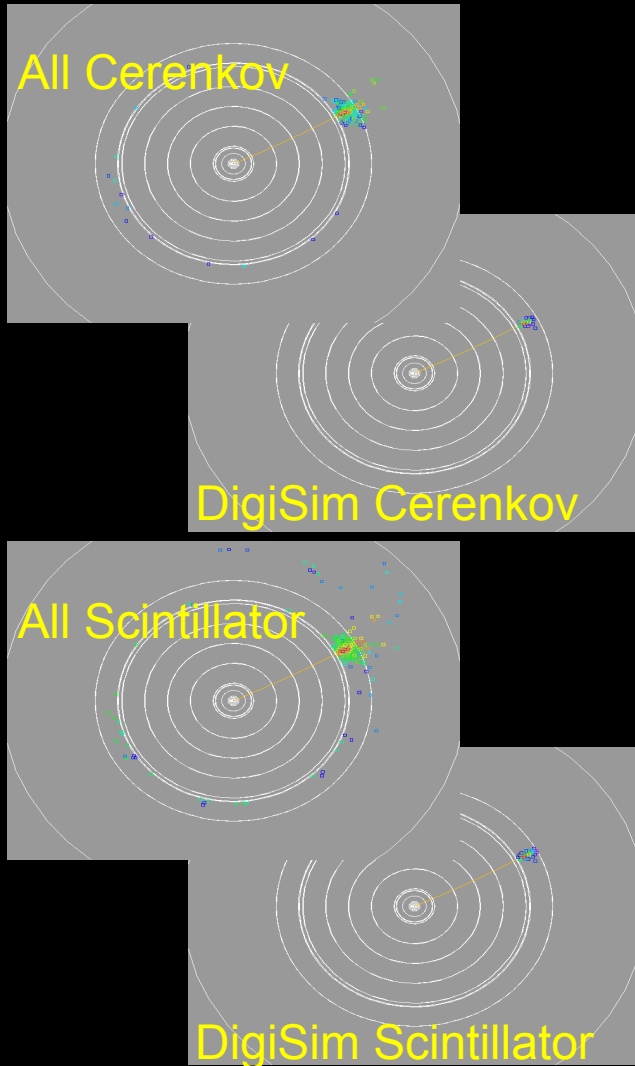 All Cerenkov
DigiSim Cerenkov
All Scintillator
DigiSim Scintillator